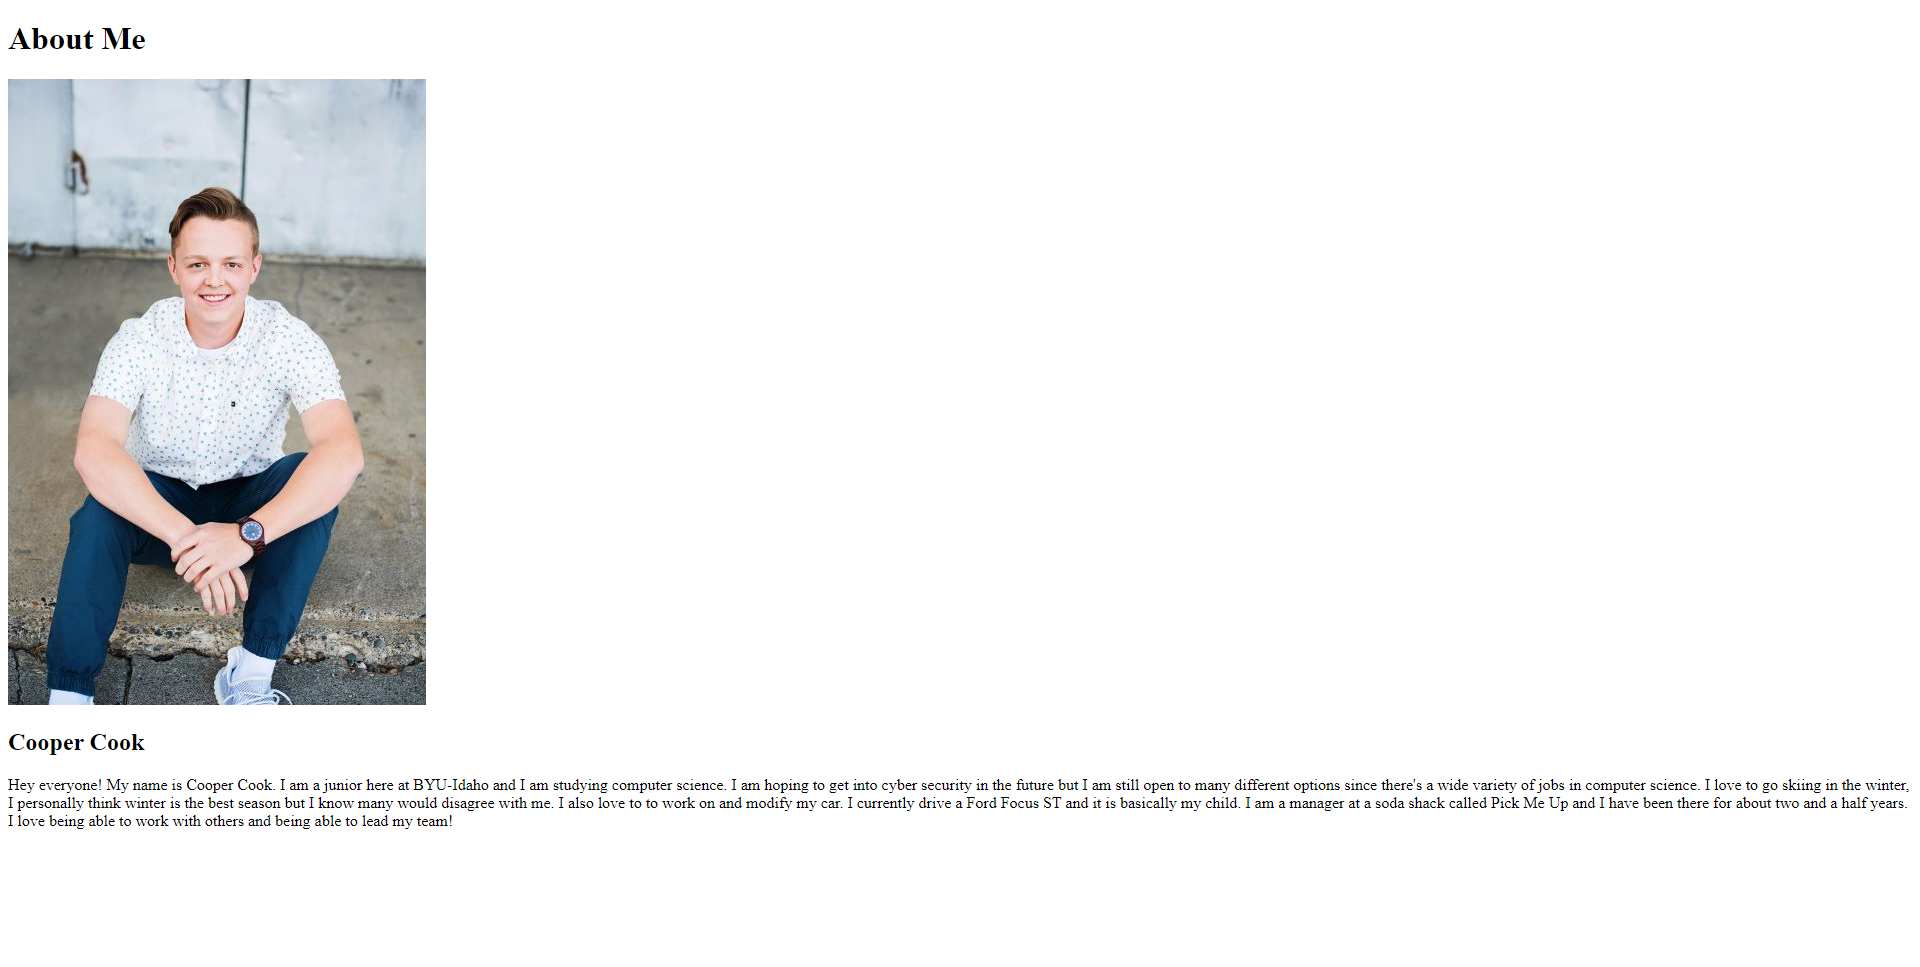 About Me
Cooper Cook
Hey everyone! My name is Cooper Cook. I am a junior here at BYU-Idaho and I am studying computer science. I am hoping to get into cyber security in the future but I am still open to many different options since there's a wide variety of jobs in computer science. I love to go skiing in the winter,
I personally think winter is the best season but I know many would disagree with me. I also love to to work on and modify my car. I currently drive a Ford Focus ST and it is basically my child. I am a manager at a soda shack called Pick Me Up and I have been there for about two and a half years.
I love being able to work with others and being able to lead my team!